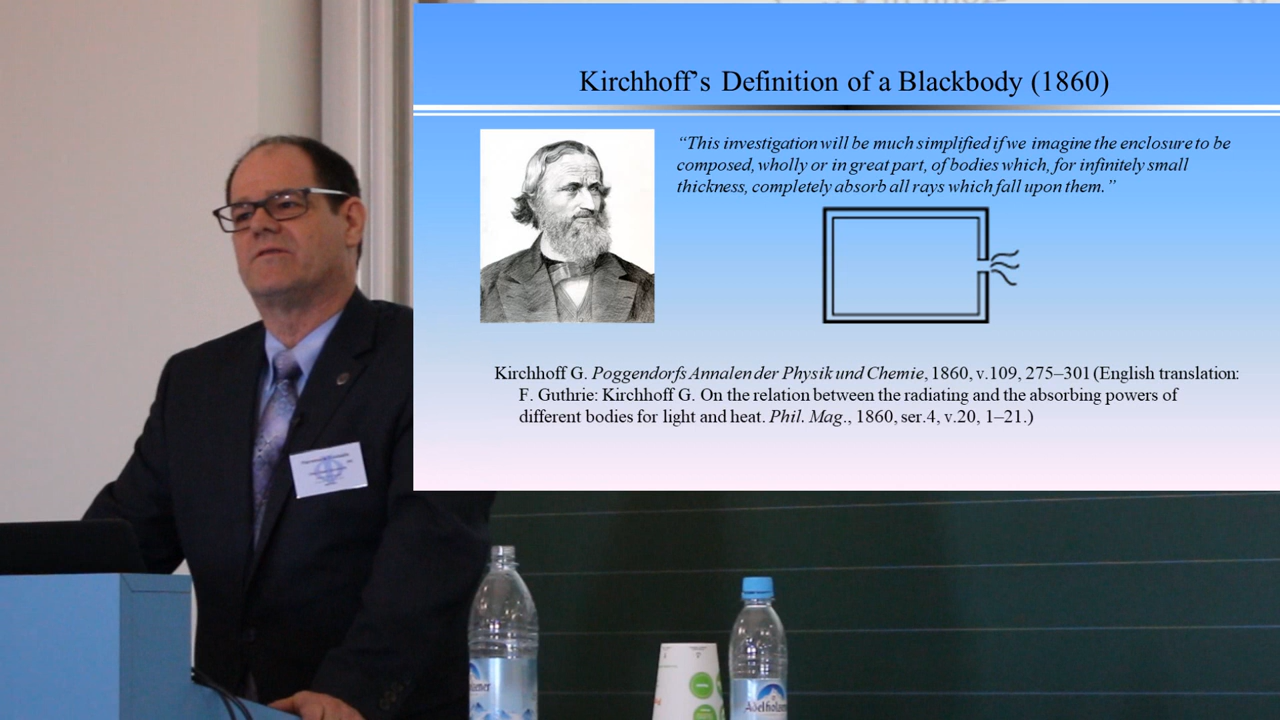 Kirchhoff’s Definition of a Blackbody (1860)
“This investigation will be much simplified if we imagine the enclosure to be
composed, wholly or in great part, of bodies which, for infinitely small
thickness, completely absorb all rays which fall upon them.”
Kirchhoff G. Poggendorfs Annalen der Physik und Chemie, 1860, v.109, 275–301 (English translation:
F. Guthrie: Kirchhoff G. On the relation between the radiating and the absorbing powers of
different bodies for light and heat. Phil. Mag., 1860, ser.4, v.20, 1–21.)